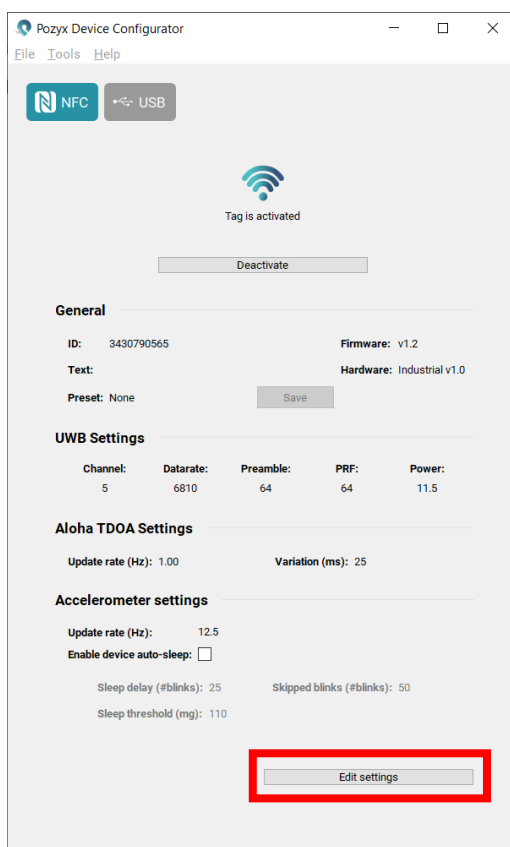 Pozyx Device Configurator
File Tools Help
NFC USB
Tag is activated
Deactivate
General
ID: 3430790565 Firmware: v1.2
Text: Hardware: Industrial v1.0
Preset: None Save
UWB Settings
Channel: Datarate: Preamble: PRF: Power:
5 6810 64 64 11.5
Aloha TDOA Settings
Update rate (Hz): 1.00 Variation (ms): 25
Accelerometer settings
Update rate (Hz): 12.5
Enable device auto-sleep:
Sleep delay (#blinks): 25 Skipped blinks (#blinks): 50
Sleep threshold (mg): 110
Edit settings